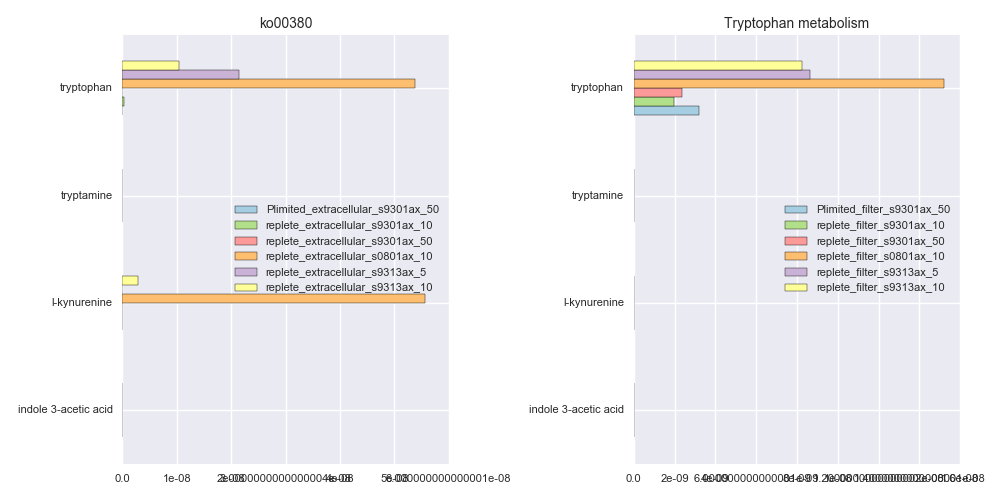 ko00380
tryptophan
tryptamine
l-kynurenine
indole 3-acetic acid
Plimited_extracellular_s9301ax_50
replete_extracellular_s9301ax_10
replete_extracellular_s9301ax_50
replete_extracellular_s0801ax_10
replete_extracellular_s9313ax_5
replete_extracellular_s9313ax_10
0.0 1e-08
Tryptophan metabolism
tryptophan
tryptamine
l-kynurenine
indole 3-acetic acid
Plimited_filter_s9301ax_50
replete_filter_s9301ax_10
replete_filter_s9301ax_50
replete_filter_s0801ax_10
replete_filter_s9313ax_5
replete_filter_s9313ax_10
0.0 2e-09